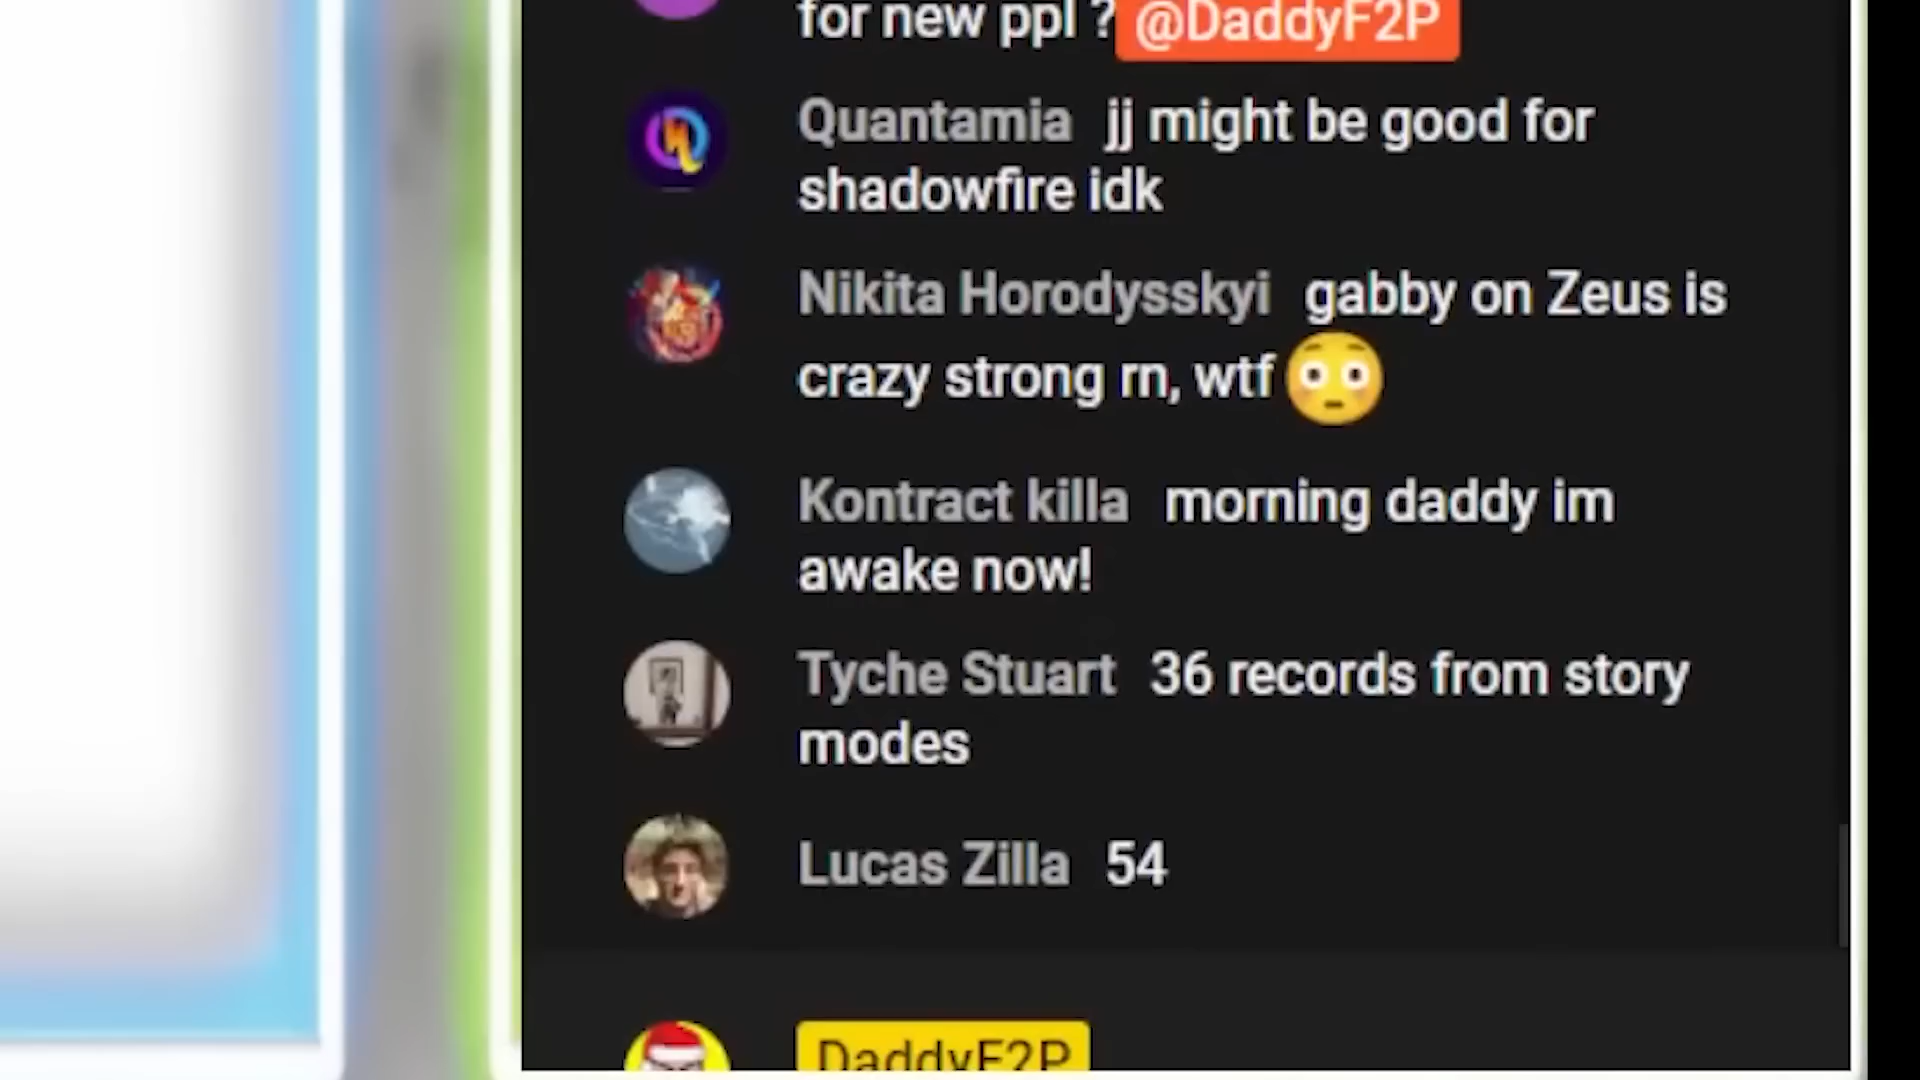 for new ppl ? @DaddyF2P
Quantamia jj might be good for
shadowfire idk
Nikita Horodysskyi gabby on Zeus is
crazy strong rn, wtf 😳
Kontract killa morning daddy im
awake now!
Tyche Stuart 36 records from story
modes
Lucas Zilla 54
DaddyF2P